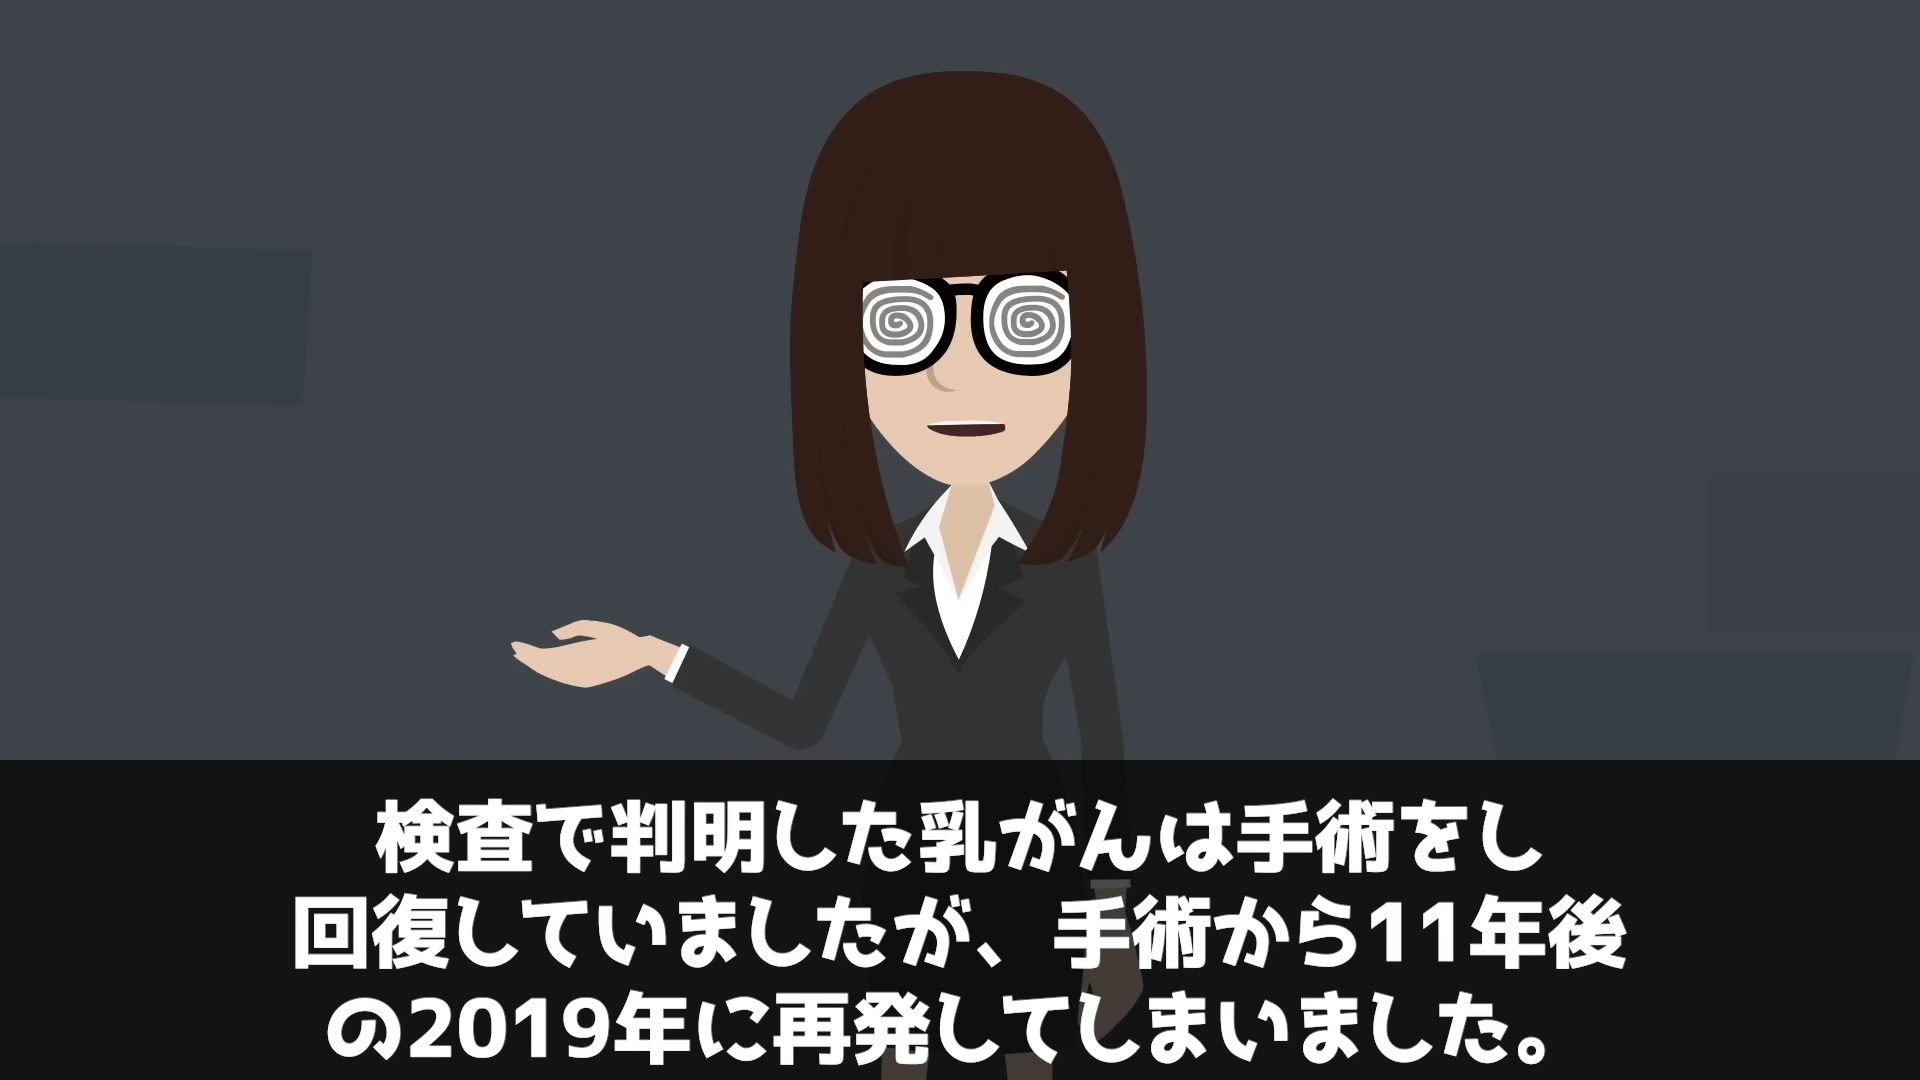 検査で判明した乳がんは手術をし
回復していましたが、手術から11年後
の2019年に再発してしまいました。